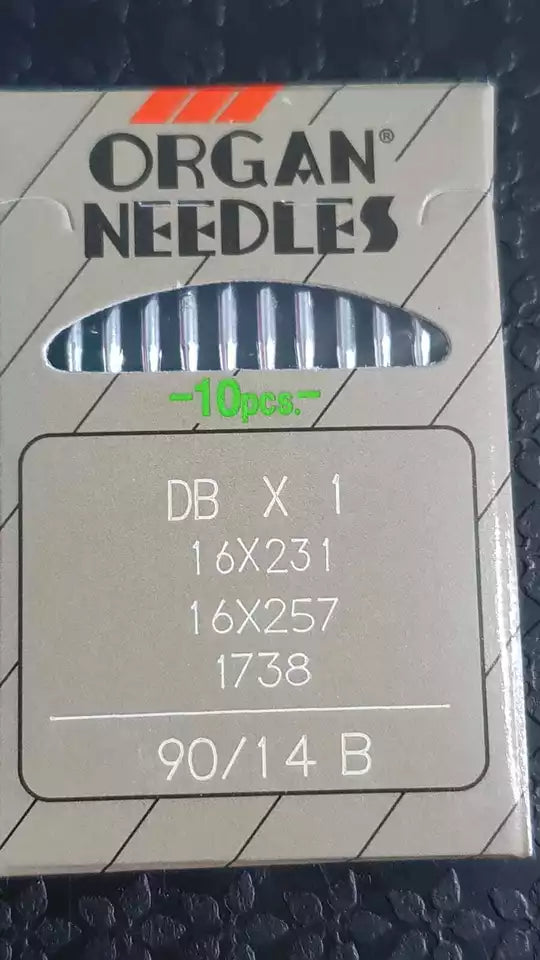 ORGAN®
NEEDLES
-10pcs.-
DB X 1
16X231
16X257
1738
90/14 B